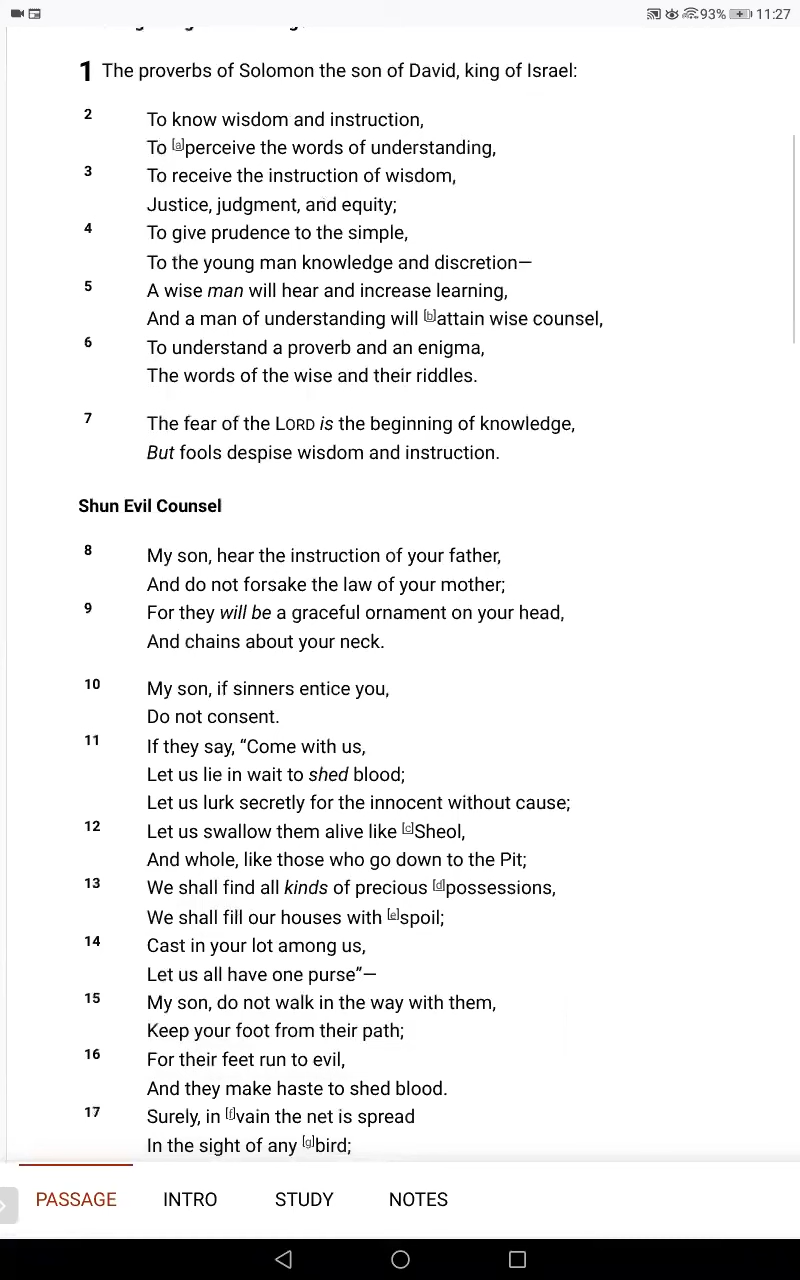 93% 11:27
1 The proverbs of Solomon the son of David, king of Israel:
2 To know wisdom and instruction,
To [a]perceive the words of understanding,
3 To receive the instruction of wisdom,
Justice, judgment, and equity;
4 To give prudence to the simple,
To the young man knowledge and discretion—
5 A wise man will hear and increase learning,
And a man of understanding will [b]attain wise counsel,
6 To understand a proverb and an enigma,
The words of the wise and their riddles.
7 The fear of the LORD is the beginning of knowledge,
But fools despise wisdom and instruction.
Shun Evil Counsel
8 My son, hear the instruction of your father,
And do not forsake the law of your mother;
9 For they will be a graceful ornament on your head,
And chains about your neck.
10 My son, if sinners entice you,
Do not consent.
11 If they say, “Come with us,
Let us lie in wait to shed blood;
Let us lurk secretly for the innocent without cause;
12 Let us swallow them alive like [c]Sheol,
And whole, like those who go down to the Pit;
13 We shall find all kinds of precious [d]possessions,
We shall fill our houses with [e]spoil;
14 Cast in your lot among us,
Let us all have one purse”—
15 My son, do not walk in the way with them,
Keep your foot from their path;
16 For their feet run to evil,
And they make haste to shed blood.
17 Surely, in [f]vain the net is spread
In the sight of any [g]bird;
PASSAGE INTRO STUDY NOTES